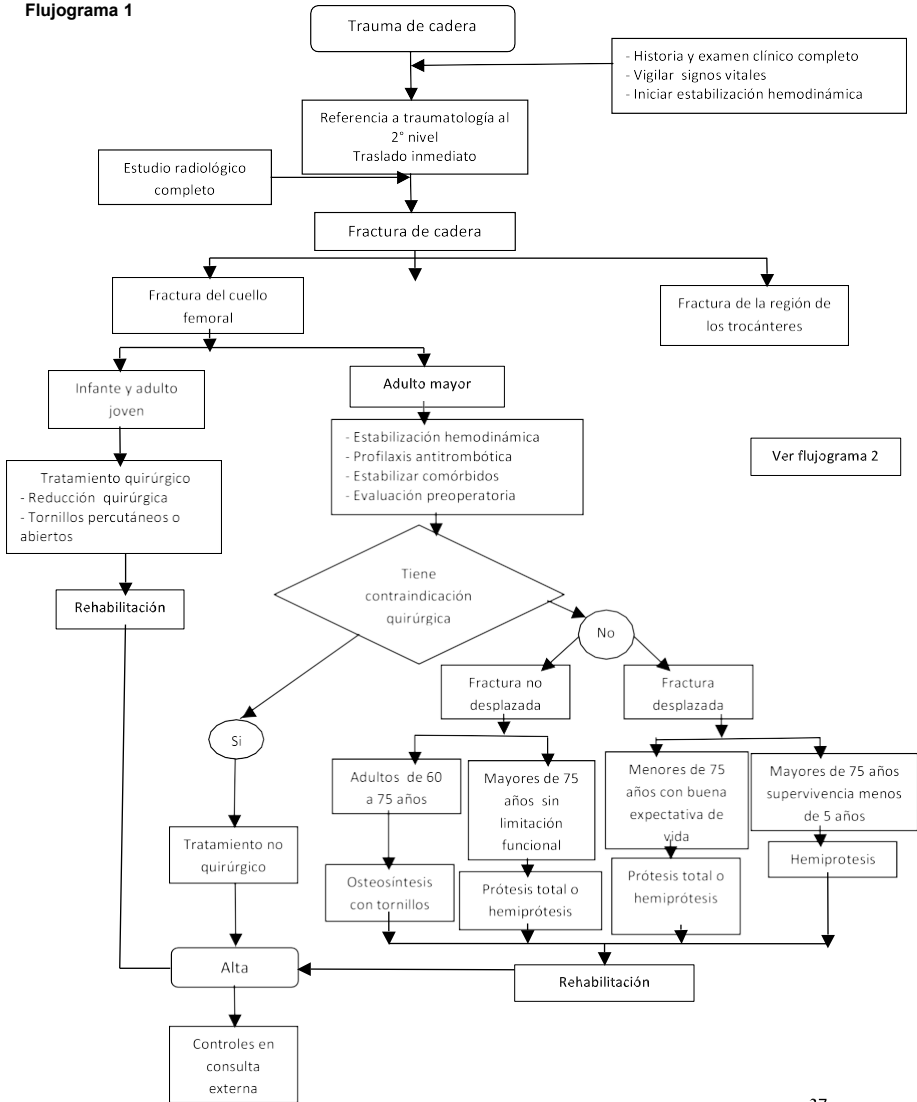 Flujograma 1
Trauma de cadera
- Historia y examen clínico completo
- Vigilar signos vitales
- Iniciar estabilización hemodinámica
Referencia a traumatología al
2° nivel
Traslado inmediato
Estudio radiológico
completo
Fractura de cadera
Fractura del cuello
femoral
Fractura de la región de
los trocánteres
Infante y adulto
joven
Adulto mayor
- Estabilización hemodinámica
- Profilaxis antitrombótica
- Estabilizar comórbidos
- Evaluación preoperatoria
Ver flujograma 2
Tratamiento quirúrgico
- Reducción quirúrgica
- Tornillos percutáneos o
abiertos
Tiene
contraindicación
quirúrgica
Rehabilitación
No
Fractura no
desplazada
Fractura
desplazada
Si
Adultos de 60
a 75 años
Mayores de 75
años sin
limitación
funcional
Menores de 75
años con buena
expectativa de
vida
Mayores de 75 años
supervivencia menos
de 5 años
Tratamiento no
quirúrgico
Osteosíntesis
con tornillos
Prótesis total o
hemiprótesis
Prótesis total o
hemiprótesis
Hemiprotesis
Alta
Rehabilitación
Controles en
consulta
externa